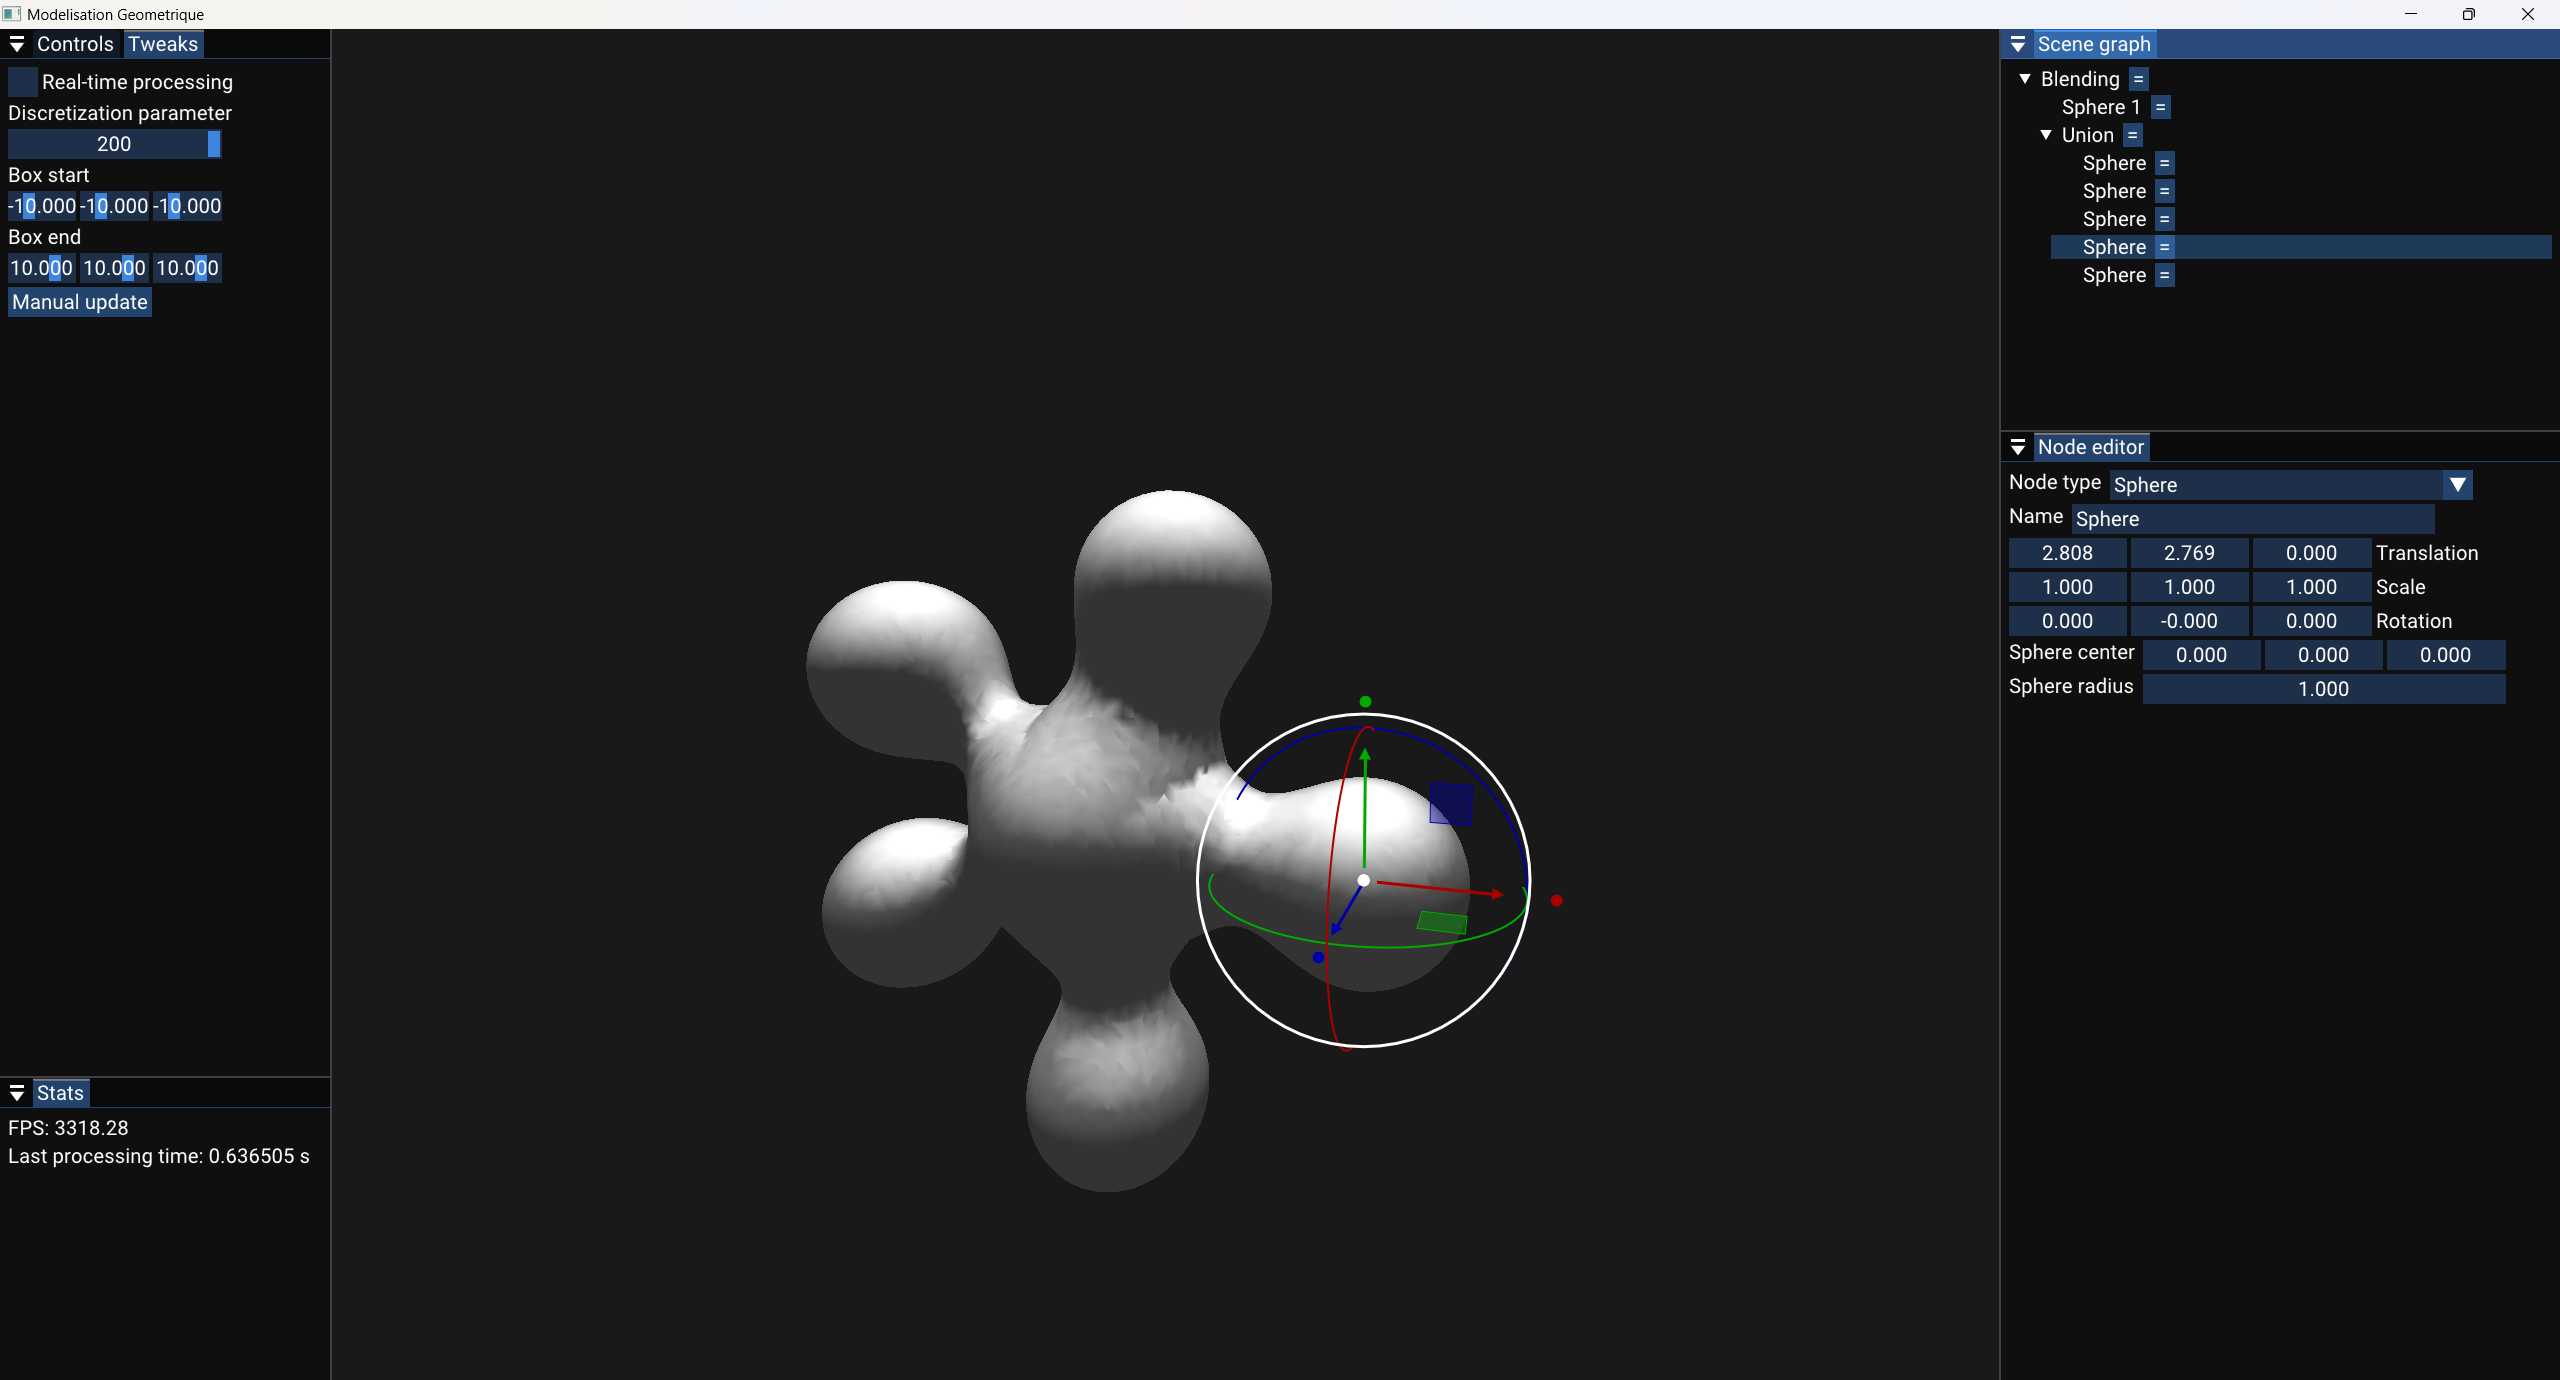 Modelisation Geometrique
Controls Tweaks
Real-time processing
Discretization parameter
200
Box start
-10.000 -10.000 -10.000
Box end
10.000 10.000 10.000
Manual update
Stats
FPS: 3318.28
Last processing time: 0.636505 s
Scene graph
Blending =
Sphere 1 =
Union =
Sphere =
Sphere =
Sphere =
Sphere =
Sphere =
Node editor
Node type Sphere
Name Sphere
2.808 2.769 0.000 Translation
1.000 1.000 1.000 Scale
0.000 -0.000 0.000 Rotation
Sphere center 0.000 0.000 0.000
Sphere radius 1.000